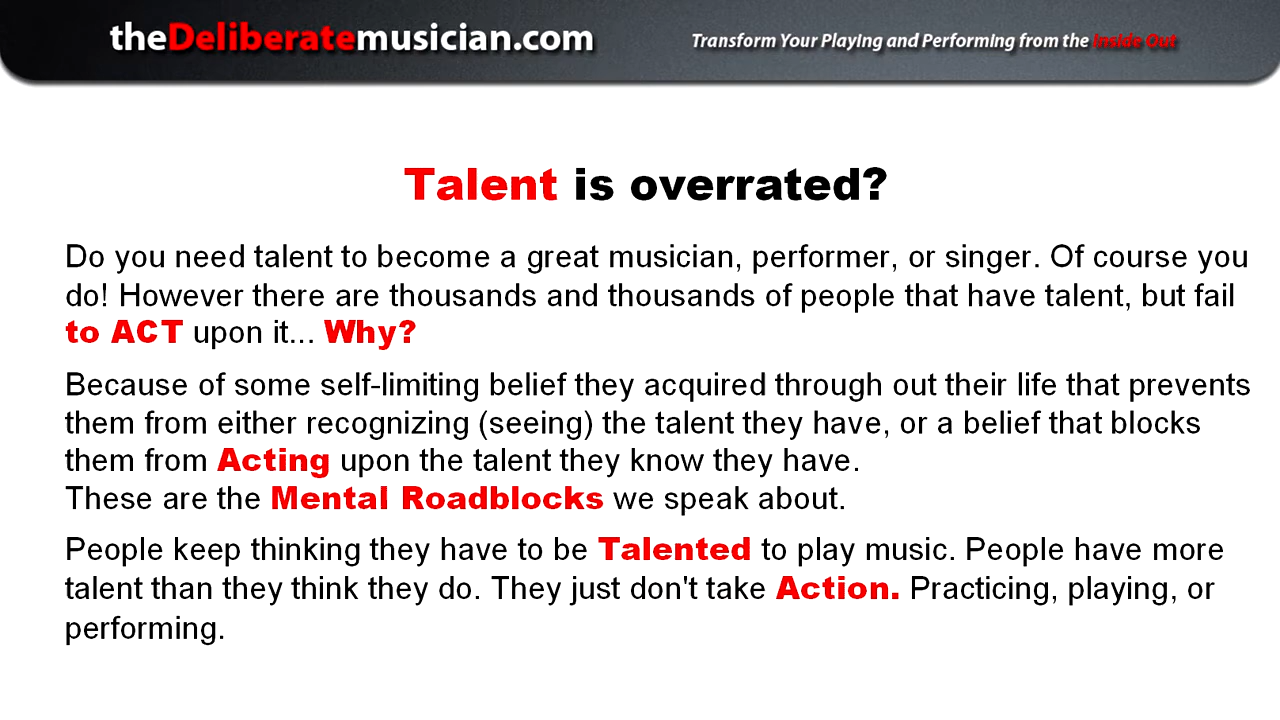 theDeliberatemusician.com
Transform Your Playing and Performing from the Inside Out
Talent is overrated?
Do you need talent to become a great musician, performer, or singer. Of course you
do! However there are thousands and thousands of people that have talent, but fail
to ACT upon it... Why?
Because of some self-limiting belief they acquired through out their life that prevents
them from either recognizing (seeing) the talent they have, or a belief that blocks
them from Acting upon the talent they know they have.
These are the Mental Roadblocks we speak about.
People keep thinking they have to be Talented to play music. People have more
talent than they think they do. They just don't take Action. Practicing, playing, or
performing.